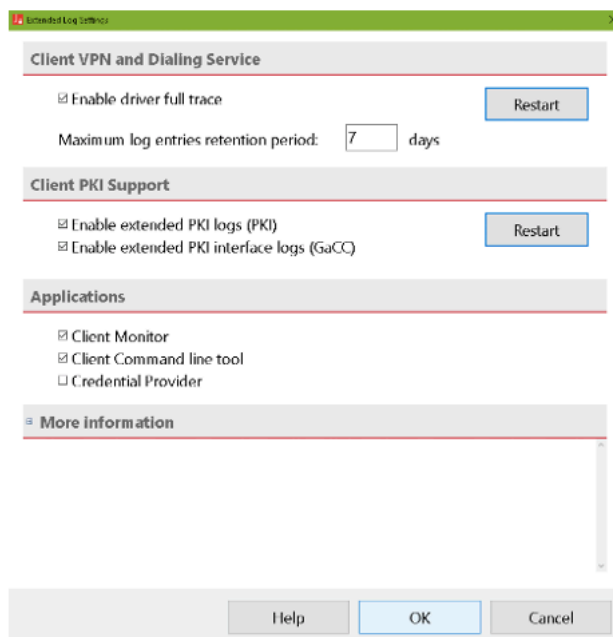 Extended Log Settings
Client VPN and Dialing Service
Enable driver full trace
Restart
Maximum log entries retention period: 7 days
Client PKI Support
Enable extended PKI logs (PKI)
Restart
Enable extended PKI interface logs (GaCC)
Applications
Client Monitor
Client Command line tool
Credential Provider
More information
Help OK Cancel